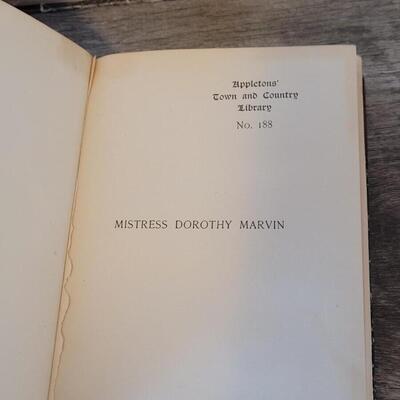 Appletons'
Town and Country
Library
No. 188
MISTRESS DOROTHY MARVIN